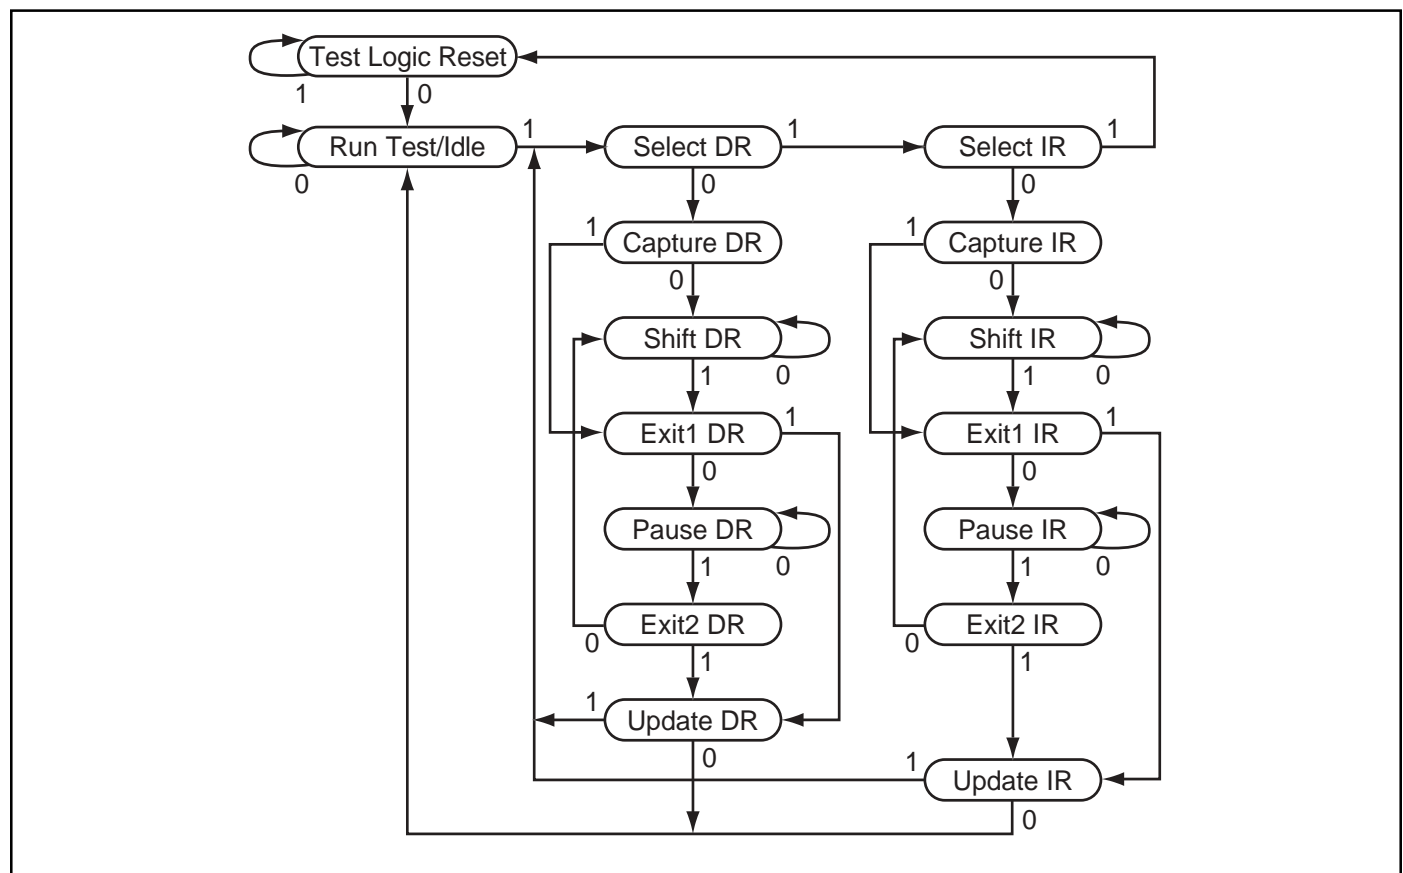 Test Logic Reset
1 0
Run Test/Idle 1 Select DR 1 Select IR 1
0 0 0
1 Capture DR 1 Capture IR
0 0
Shift DR Shift IR
1 0 1 0
Exit1 DR 1 Exit1 IR 1
0 0
Pause DR Pause IR
1 0 1 0
Exit2 DR Exit2 IR
0 1 0 1
1 Update DR
0 1 Update IR
0